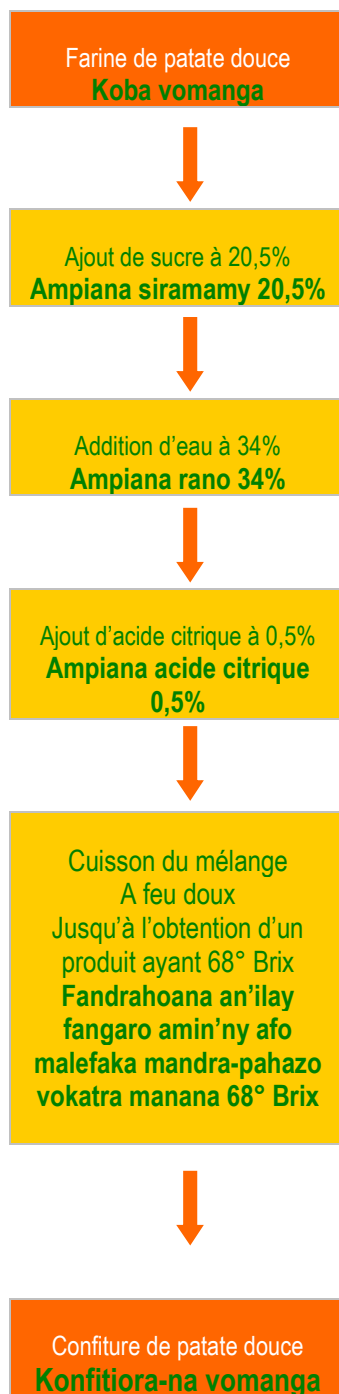 Farine de patate douce
Koba vomanga
Ajout de sucre à 20,5%
Ampiana siramamy 20,5%
Addition d'eau à 34%
Ampiana rano 34%
Ajout d'acide citrique à 0,5%
Ampiana acide citrique
0,5%
Cuisson du mélange
A feu doux
Jusqu'à l'obtention d'un
produit ayant 68° Brix
Fandrahoana an'ilay
fangaro amin'ny afo
malefaka mandra-pahazo
vokatra manana 68° Brix
Confiture de patate douce
Konfitiora-na vomanga